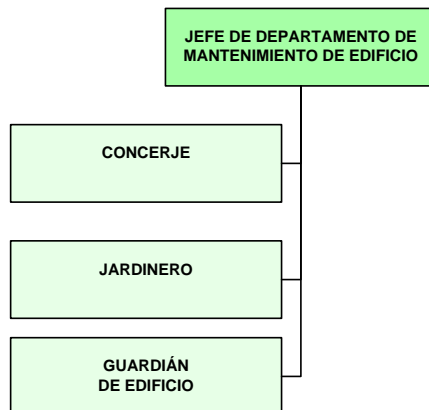 JEFE DE DEPARTAMENTO DE
MANTENIMIENTO DE EDIFICIO
CONCERJE
JARDINERO
GUARDIÁN
DE EDIFICIO